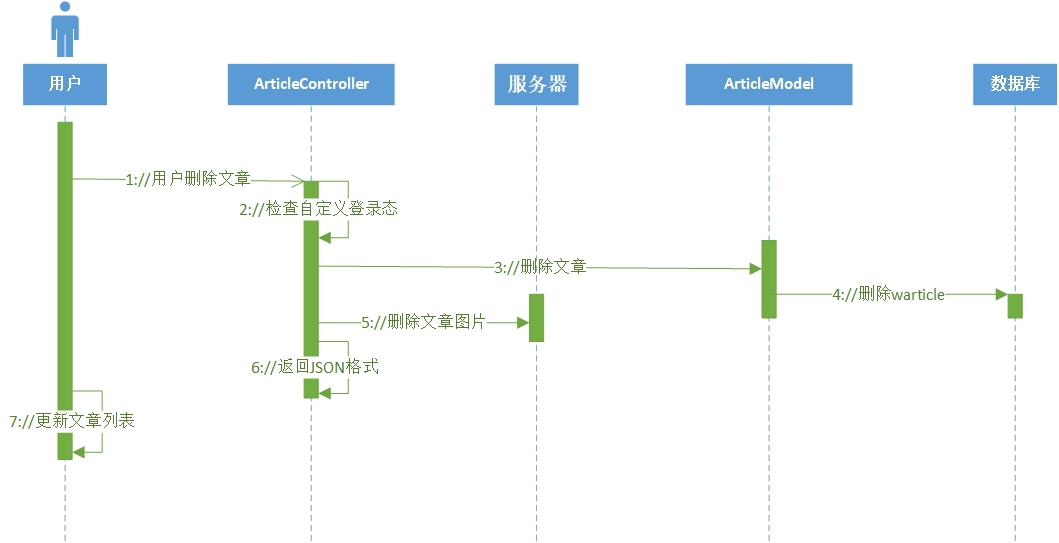 用户
ArticleController
服务器
ArticleModel
数据库
1://用户删除文章
2://检查自定义登录态
3://删除文章
4://删除warticle
5://删除文章图片
6://返回JSON格式
7://更新文章列表